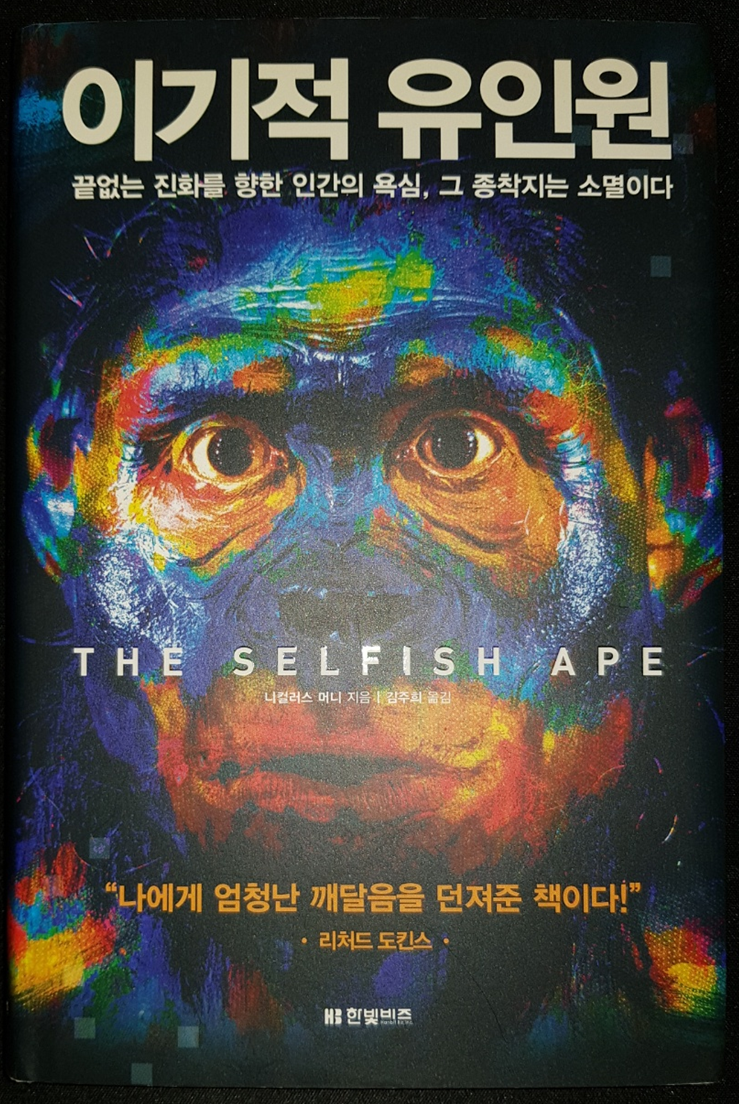 이기적 유인원
끝없는 진화를 향한 인간의 욕심, 그 종착지는 소멸이다
THE SELFISH APE
니컬러스 머니 지음 | 김주희 옮김
“나에게 엄청난 깨달음을 던져준 책이다!”
• 리처드 도킨스 •
HB 한빛비즈